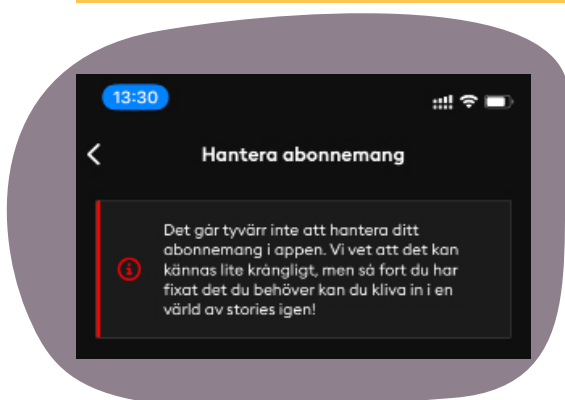 13:30
Hantera abonnemang
Det går tyvärr inte att hantera ditt
abonnemang i appen. Vi vet att det kan
kännas lite krångligt, men så fort du har
fixat det du behöver kan du kliva in i en
värld av stories igen!